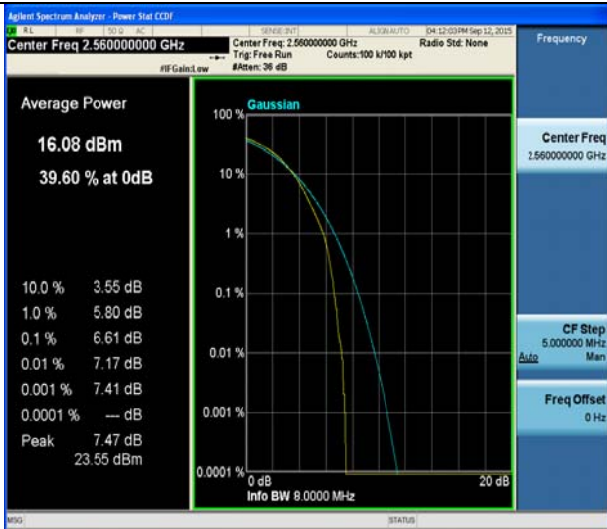 Agilent Spectrum Analyzer - Power Stat CCDF
RL RF 50 Ω AC SENSE:INT ALIGN AUTO 04:12:03 PM Sep 12, 2015
Center Freq 2.560000000 GHz
Center Freq: 2.560000000 GHz
Radio Std: None
Trig: Free Run
Counts:100 k/100 kpt
#IFGain:Low
#Atten: 36 dB
Frequency
Average Power
16.08 dBm
39.60 % at 0dB
10.0 % 3.55 dB
1.0 % 5.80 dB
0.1 % 6.61 dB
0.01 % 7.17 dB
0.001 % 7.41 dB
0.0001 % --- dB
Peak 7.47 dB
23.55 dBm
Gaussian
100 %
10 %
1 %
0.1 %
0.01 %
0.001 %
0.0001 %
0 dB
20 dB
Info BW 8.0000 MHz
Center Freq
2.560000000 GHz
CF Step
5.000000 MHz
Auto Man
Freq Offset
0 Hz
MSG
STATUS